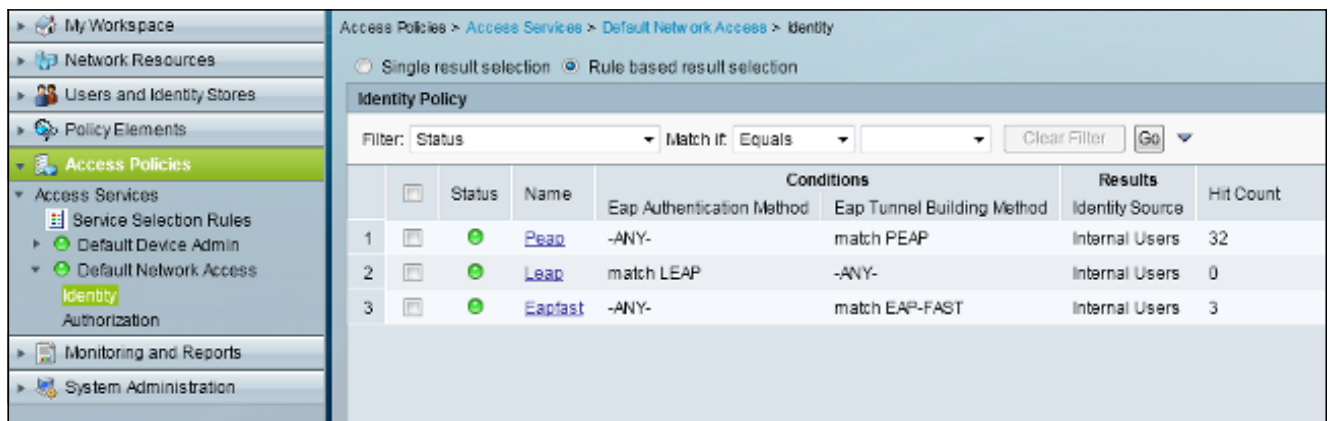 My Workspace
Network Resources
Users and Identity Stores
Policy Elements
Access Policies
Access Services
Service Selection Rules
Default Device Admin
Default Network Access
Identity
Authorization
Monitoring and Reports
System Administration
Access Policies > Access Services > Default Network Access > Identity
Single result selection Rule based result selection
Identity Policy
Filter: Status Match if: Equals Clear Filter Go
Conditions Results
Status Name Eap Authentication Method Eap Tunnel Building Method Identity Source Hit Count
1 Peap -ANY- match PEAP Internal Users 32
2 Leap match LEAP -ANY- Internal Users 0
3 Eapfast -ANY- match EAP-FAST Internal Users 3